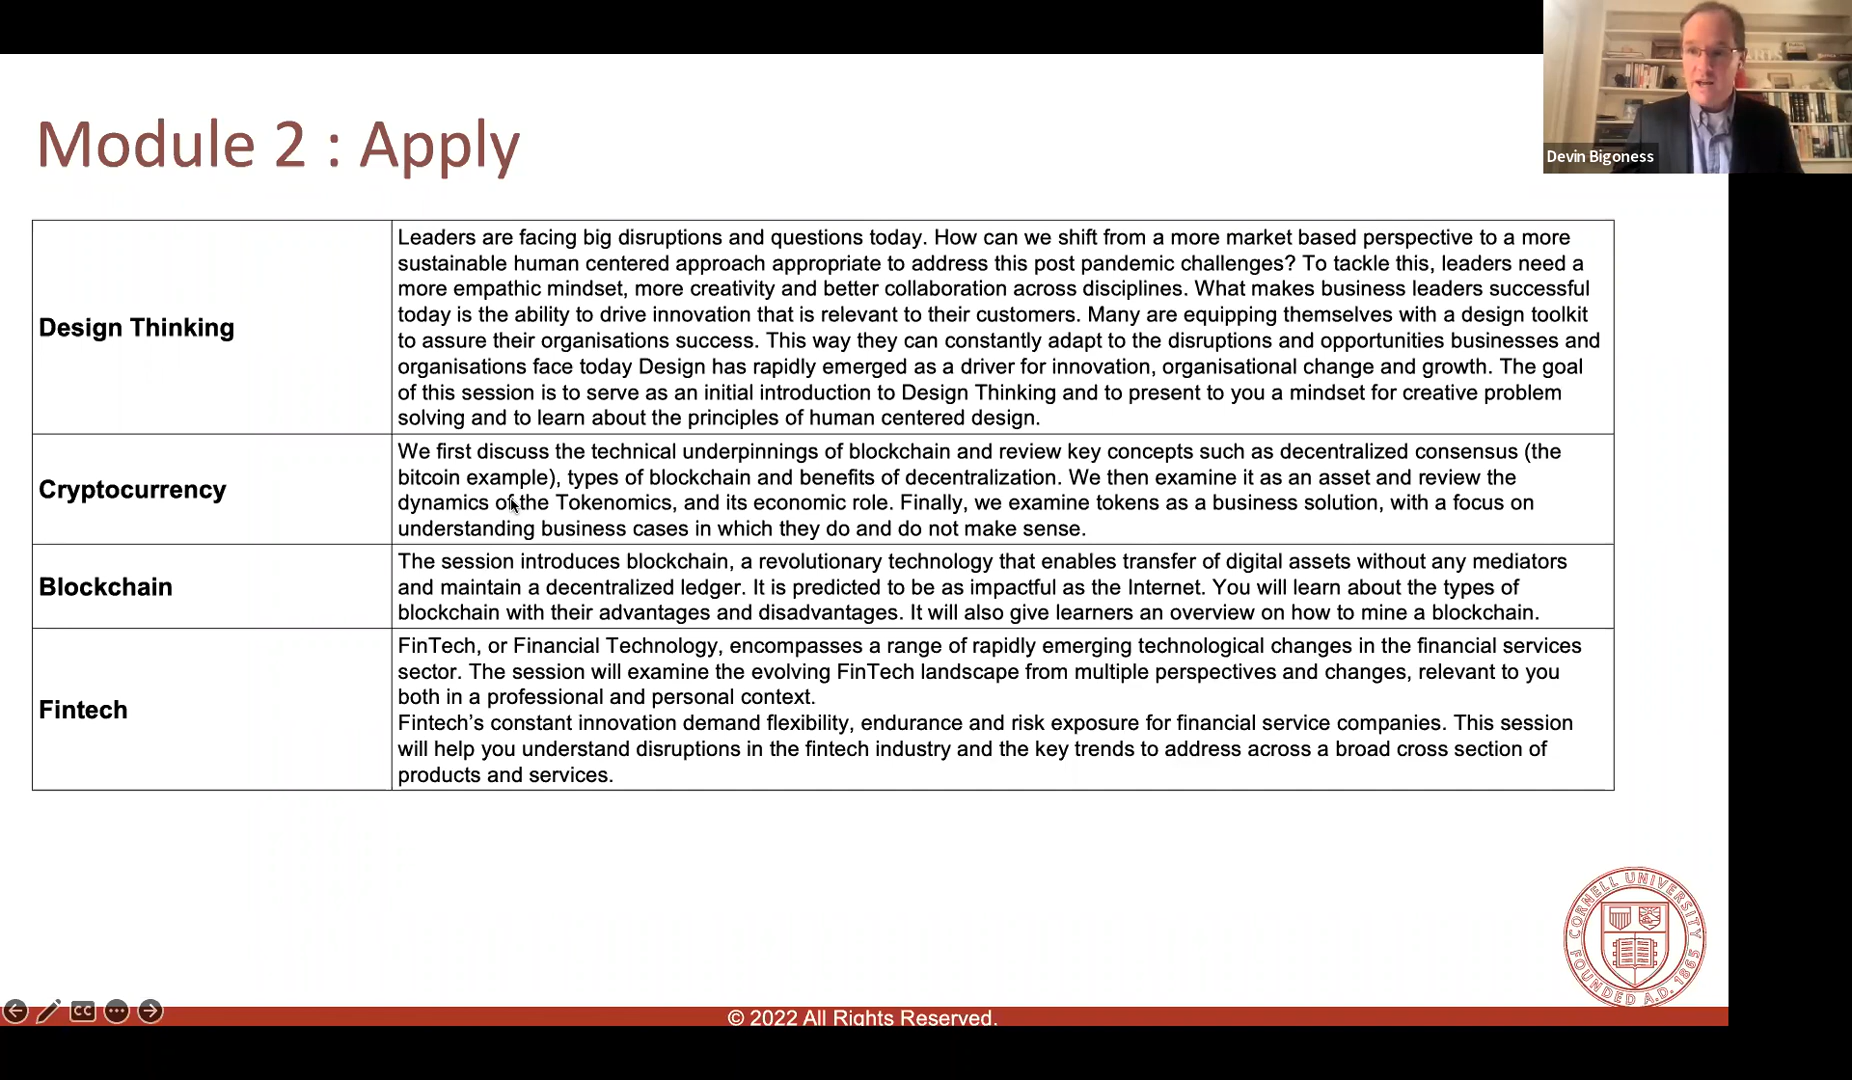 Devin Bigoness
Module 2 : Apply
Design Thinking
Leaders are facing big disruptions and questions today. How can we shift from a more market based perspective to a more
sustainable human centered approach appropriate to address this post pandemic challenges? To tackle this, leaders need a
more empathic mindset, more creativity and better collaboration across disciplines. What makes business leaders successful
today is the ability to drive innovation that is relevant to their customers. Many are equipping themselves with a design toolkit
to assure their organisations success. This way they can constantly adapt to the disruptions and opportunities businesses and
organisations face today Design has rapidly emerged as a driver for innovation, organisational change and growth. The goal
of this session is to serve as an initial introduction to Design Thinking and to present to you a mindset for creative problem
solving and to learn about the principles of human centered design.
Cryptocurrency
We first discuss the technical underpinnings of blockchain and review key concepts such as decentralized consensus (the
bitcoin example), types of blockchain and benefits of decentralization. We then examine it as an asset and review the
dynamics of the Tokenomics, and its economic role. Finally, we examine tokens as a business solution, with a focus on
understanding business cases in which they do and do not make sense.
Blockchain
The session introduces blockchain, a revolutionary technology that enables transfer of digital assets without any mediators
and maintain a decentralized ledger. It is predicted to be as impactful as the Internet. You will learn about the types of
blockchain with their advantages and disadvantages. It will also give learners an overview on how to mine a blockchain.
Fintech
FinTech, or Financial Technology, encompasses a range of rapidly emerging technological changes in the financial services
sector. The session will examine the evolving FinTech landscape from multiple perspectives and changes, relevant to you
both in a professional and personal context.
Fintech’s constant innovation demand flexibility, endurance and risk exposure for financial service companies. This session
will help you understand disruptions in the fintech industry and the key trends to address across a broad cross section of
products and services.
CORNELL UNIVERSITY
FOUNDED A.D. 1865
CC
© 2022 All Rights Reserved.